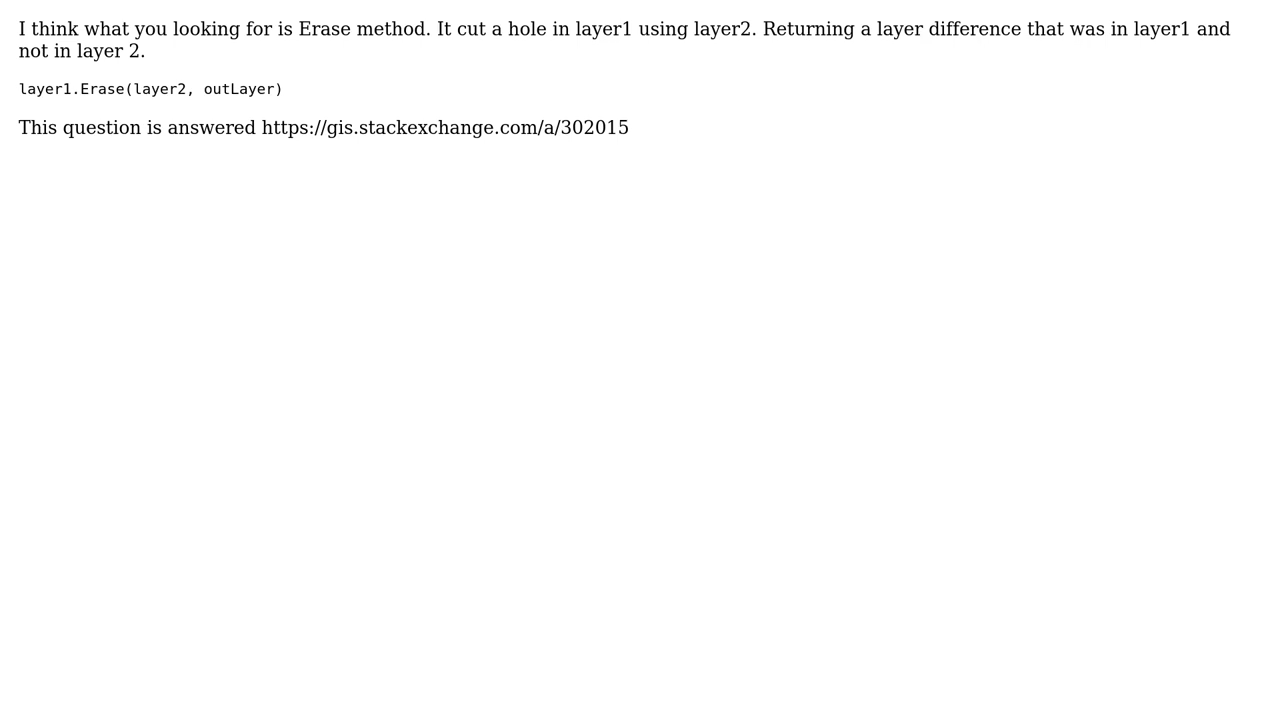 I think what you looking for is Erase method. It cut a hole in layer1 using layer2. Returning a layer difference that was in layer1 and
not in layer 2.
layer1.Erase(layer2, outLayer)
This question is answered https://gis.stackexchange.com/a/302015